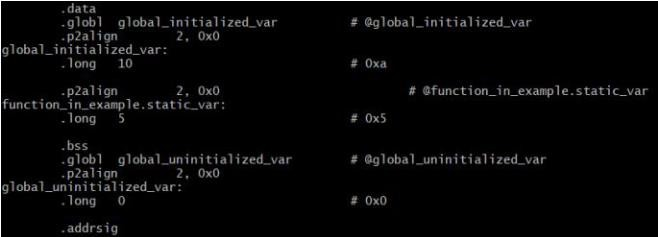 .data
.globl global_initialized_var # @global_initialized_var
.p2align 2, 0x0
global_initialized_var:
.long 10 # 0xa
.p2align 2, 0x0 # @function_in_example.static_var
function_in_example.static_var:
.long 5 # 0x5
.bss
.globl global_uninitialized_var # @global_uninitialized_var
.p2align 2, 0x0
global_uninitialized_var:
.long 0 # 0x0
.addrsig